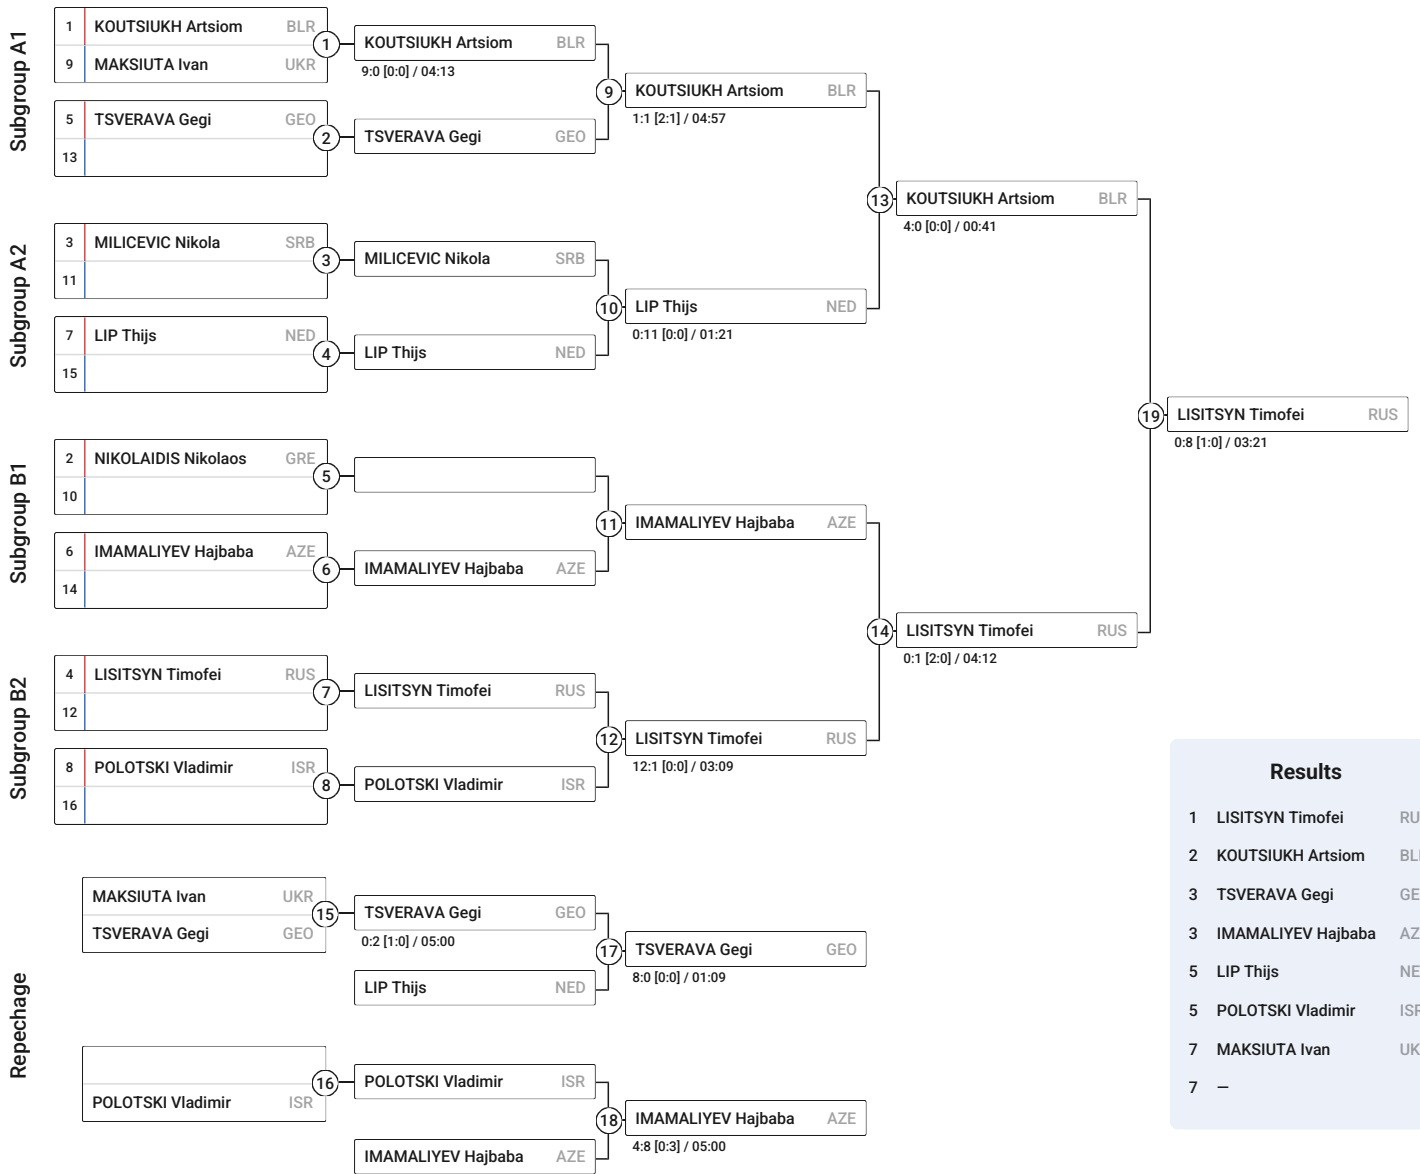 Subgroup A1
1 KOUTSIUKH Artsiom BLR
9 MAKSIUTA Ivan UKR
1
KOUTSIUKH Artsiom BLR
9:0 [0:0] / 04:13
5 TSVERAVA Gegi GEO
13
2
TSVERAVA Gegi GEO
9
KOUTSIUKH Artsiom BLR
1:1 [2:1] / 04:57
Subgroup A2
3 MILICEVIC Nikola SRB
11
3
MILICEVIC Nikola SRB
7 LIP Thijs NED
15
4
LIP Thijs NED
10
LIP Thijs NED
0:11 [0:0] / 01:21
13
KOUTSIUKH Artsiom BLR
4:0 [0:0] / 00:41
Subgroup B1
2 NIKOLAIDIS Nikolaos GRE
10
5
6 IMAMALIYEV Hajbaba AZE
14
6
IMAMALIYEV Hajbaba AZE
11
IMAMALIYEV Hajbaba AZE
Subgroup B2
4 LISITSYN Timofei RUS
12
7
LISITSYN Timofei RUS
8 POLOTSKI Vladimir ISR
16
8
POLOTSKI Vladimir ISR
12
LISITSYN Timofei RUS
12:1 [0:0] / 03:09
14
LISITSYN Timofei RUS
0:1 [2:0] / 04:12
19
LISITSYN Timofei RUS
0:8 [1:0] / 03:21
Repechage
MAKSIUTA Ivan UKR
TSVERAVA Gegi GEO
15
TSVERAVA Gegi GEO
0:2 [1:0] / 05:00
LIP Thijs NED
17
TSVERAVA Gegi GEO
8:0 [0:0] / 01:09
POLOTSKI Vladimir ISR
16
POLOTSKI Vladimir ISR
IMAMALIYEV Hajbaba AZE
18
IMAMALIYEV Hajbaba AZE
4:8 [0:3] / 05:00
Results
1 LISITSYN Timofei RU
2 KOUTSIUKH Artsiom BL
3 TSVERAVA Gegi GE
3 IMAMALIYEV Hajbaba AZ
5 LIP Thijs NE
5 POLOTSKI Vladimir ISR
7 MAKSIUTA Ivan UK
7 —